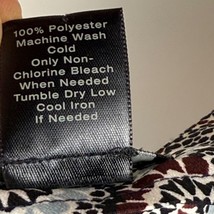 100% Polyester
Machine Wash
Cold
Only Non-
Chlorine Bleach
When Needed
Tumble Dry Low
Cool Iron
If Needed